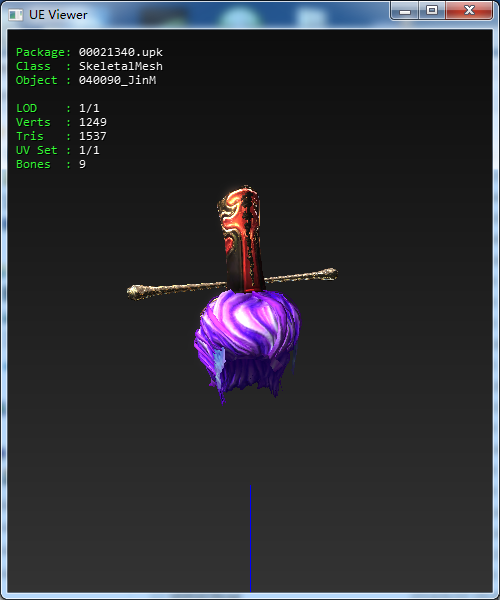 UE Viewer
Package: 00021340.upk
Class : SkeletalMesh
Object : 040090_JinM
LOD : 1/1
Verts : 1249
Tris : 1537
UV Set : 1/1
Bones : 9